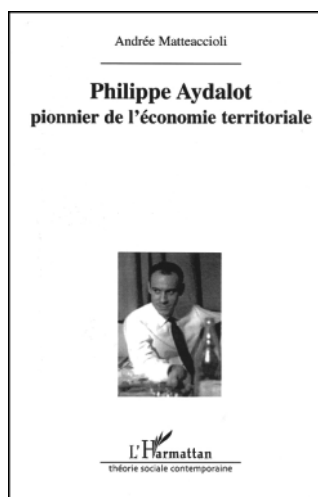 Andrée Matteaccioli
Philippe Aydalot
pionnier de l'économie territoriale
L'Harmattan
théorie sociale contemporaine